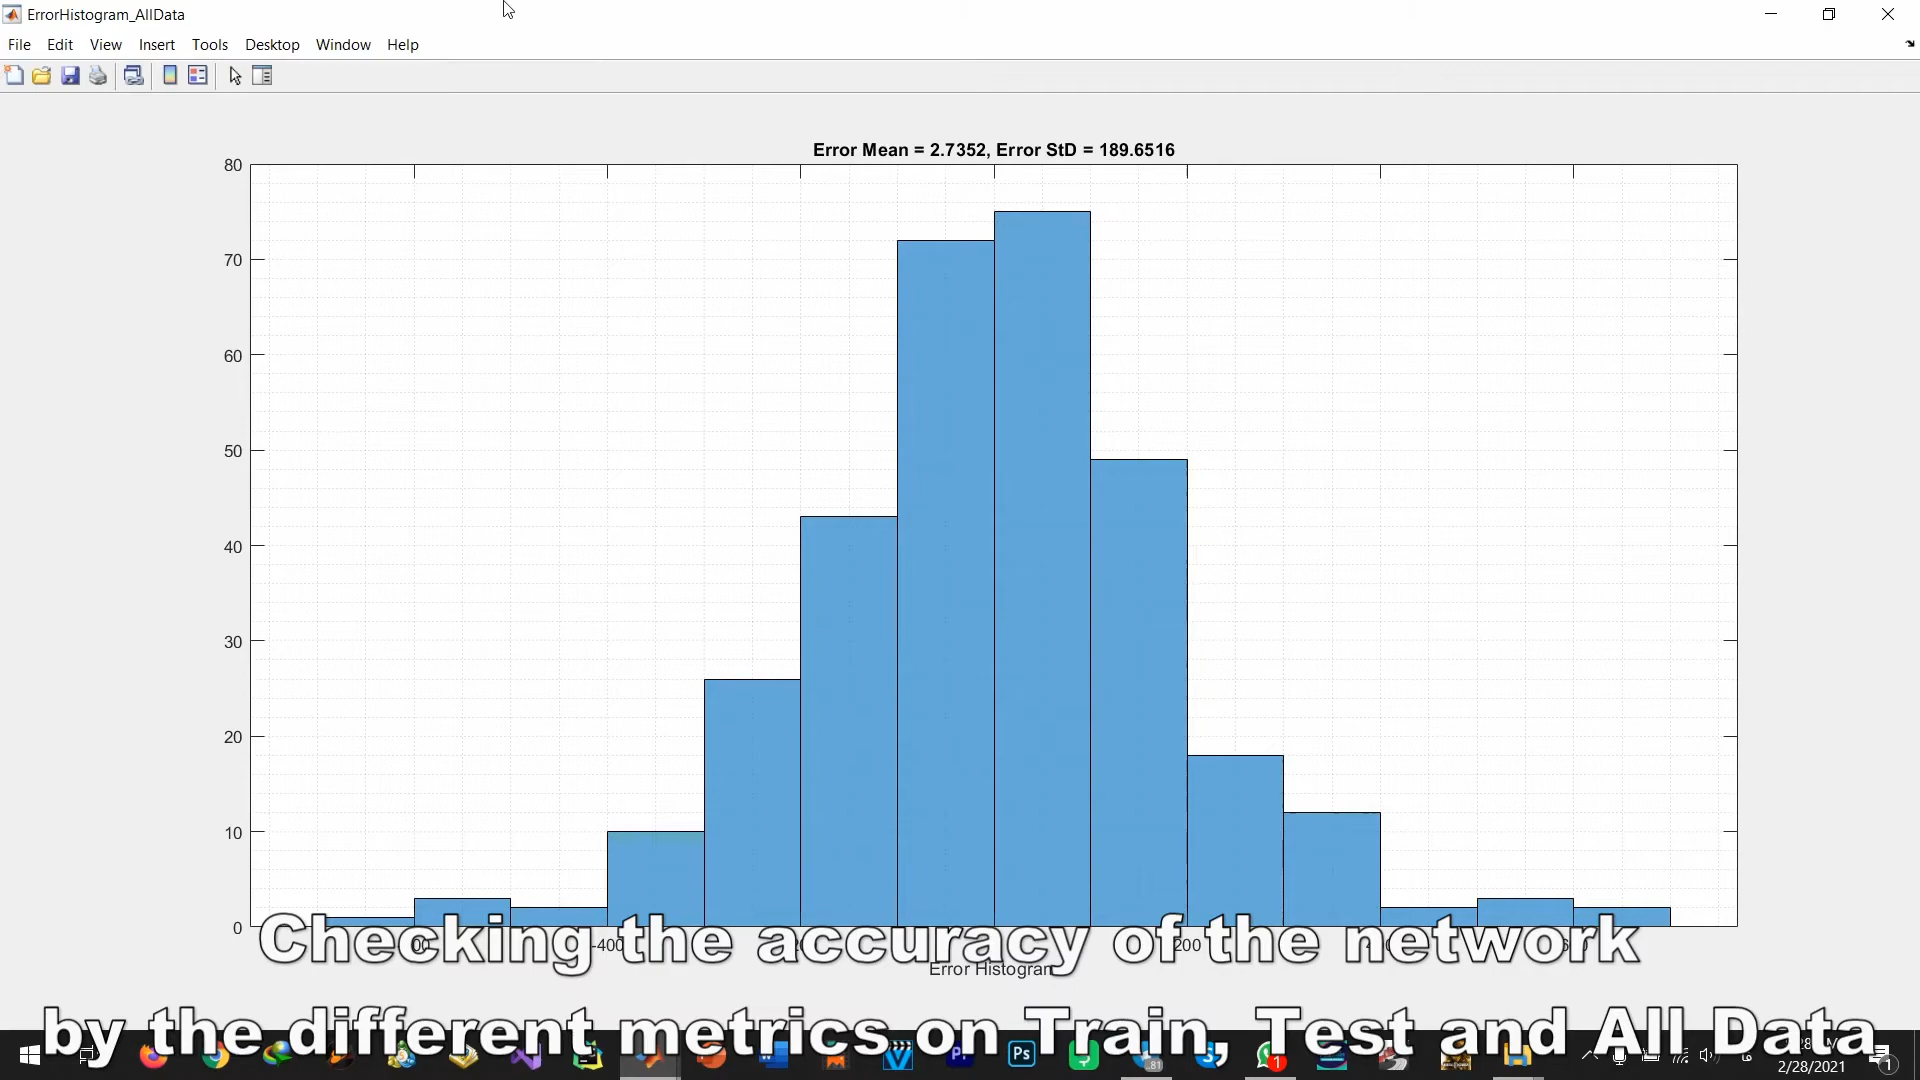 ErrorHistogram_AllData
File Edit View Insert Tools Desktop Window Help
Error Mean = 2.7352, Error StD = 189.6516
80
70
60
50
40
30
20
10
0
-400
200
Error Histogram
Checking the accuracy of the network
by the different metrics on Train, Test and All Data
2/28/2021